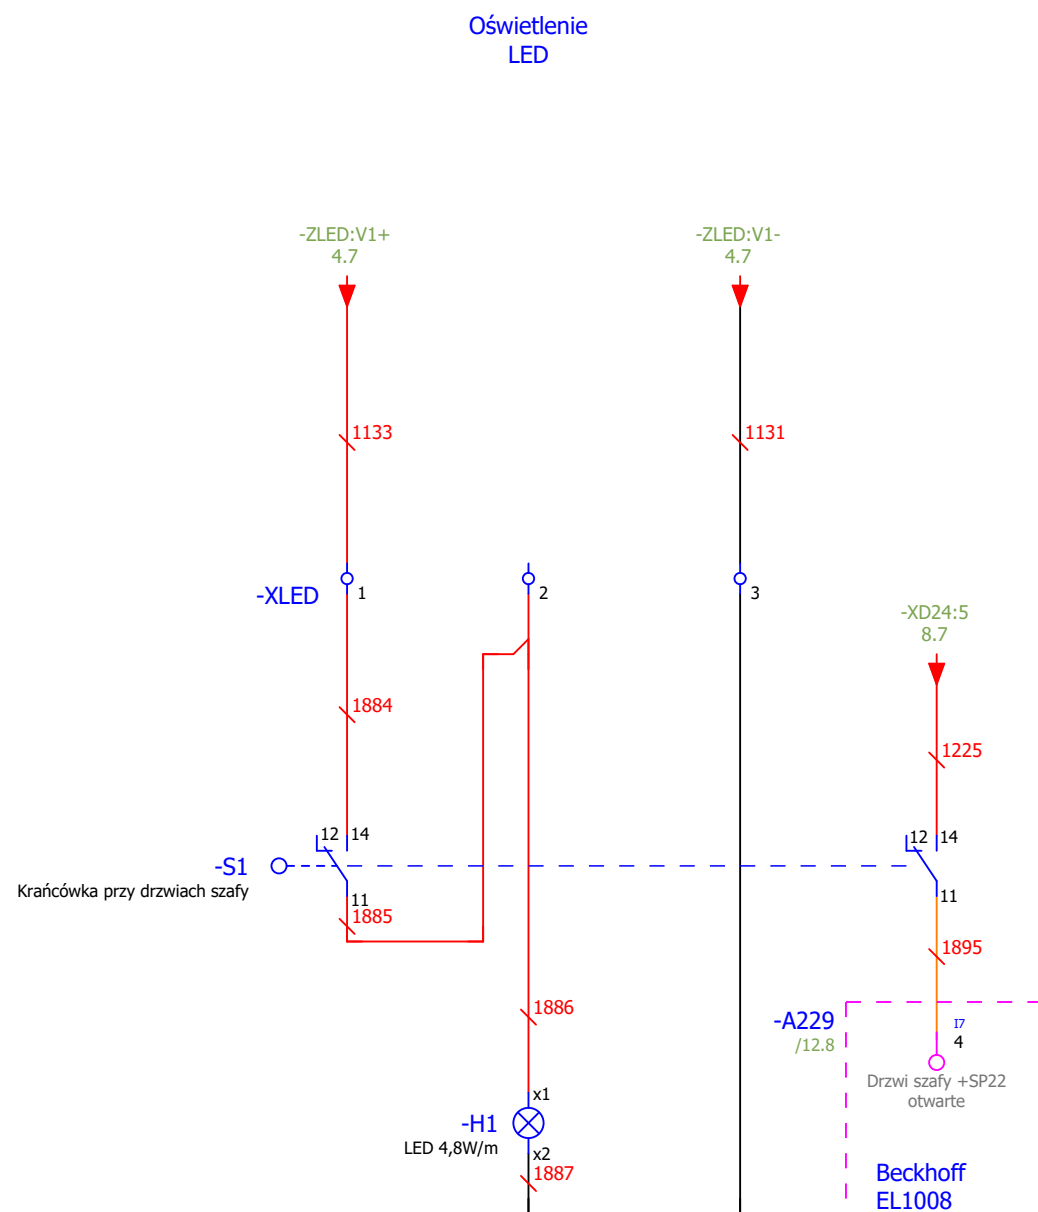 Oświetlenie
LED
-ZLED:V1+
4.7
-ZLED:V1-
4.7
1133
1131
-XLED
1
2
3
-XD24:5
8.7
1884
1225
12
14
12
14
-S1
Krańcówka przy drzwiach szafy
11
11
1885
1895
1886
-A229
/12.8
I7
4
Drzwi szafy +SP22
otwarte
x1
-H1
LED 4,8W/m
x2
1887
Beckhoff
EL1008